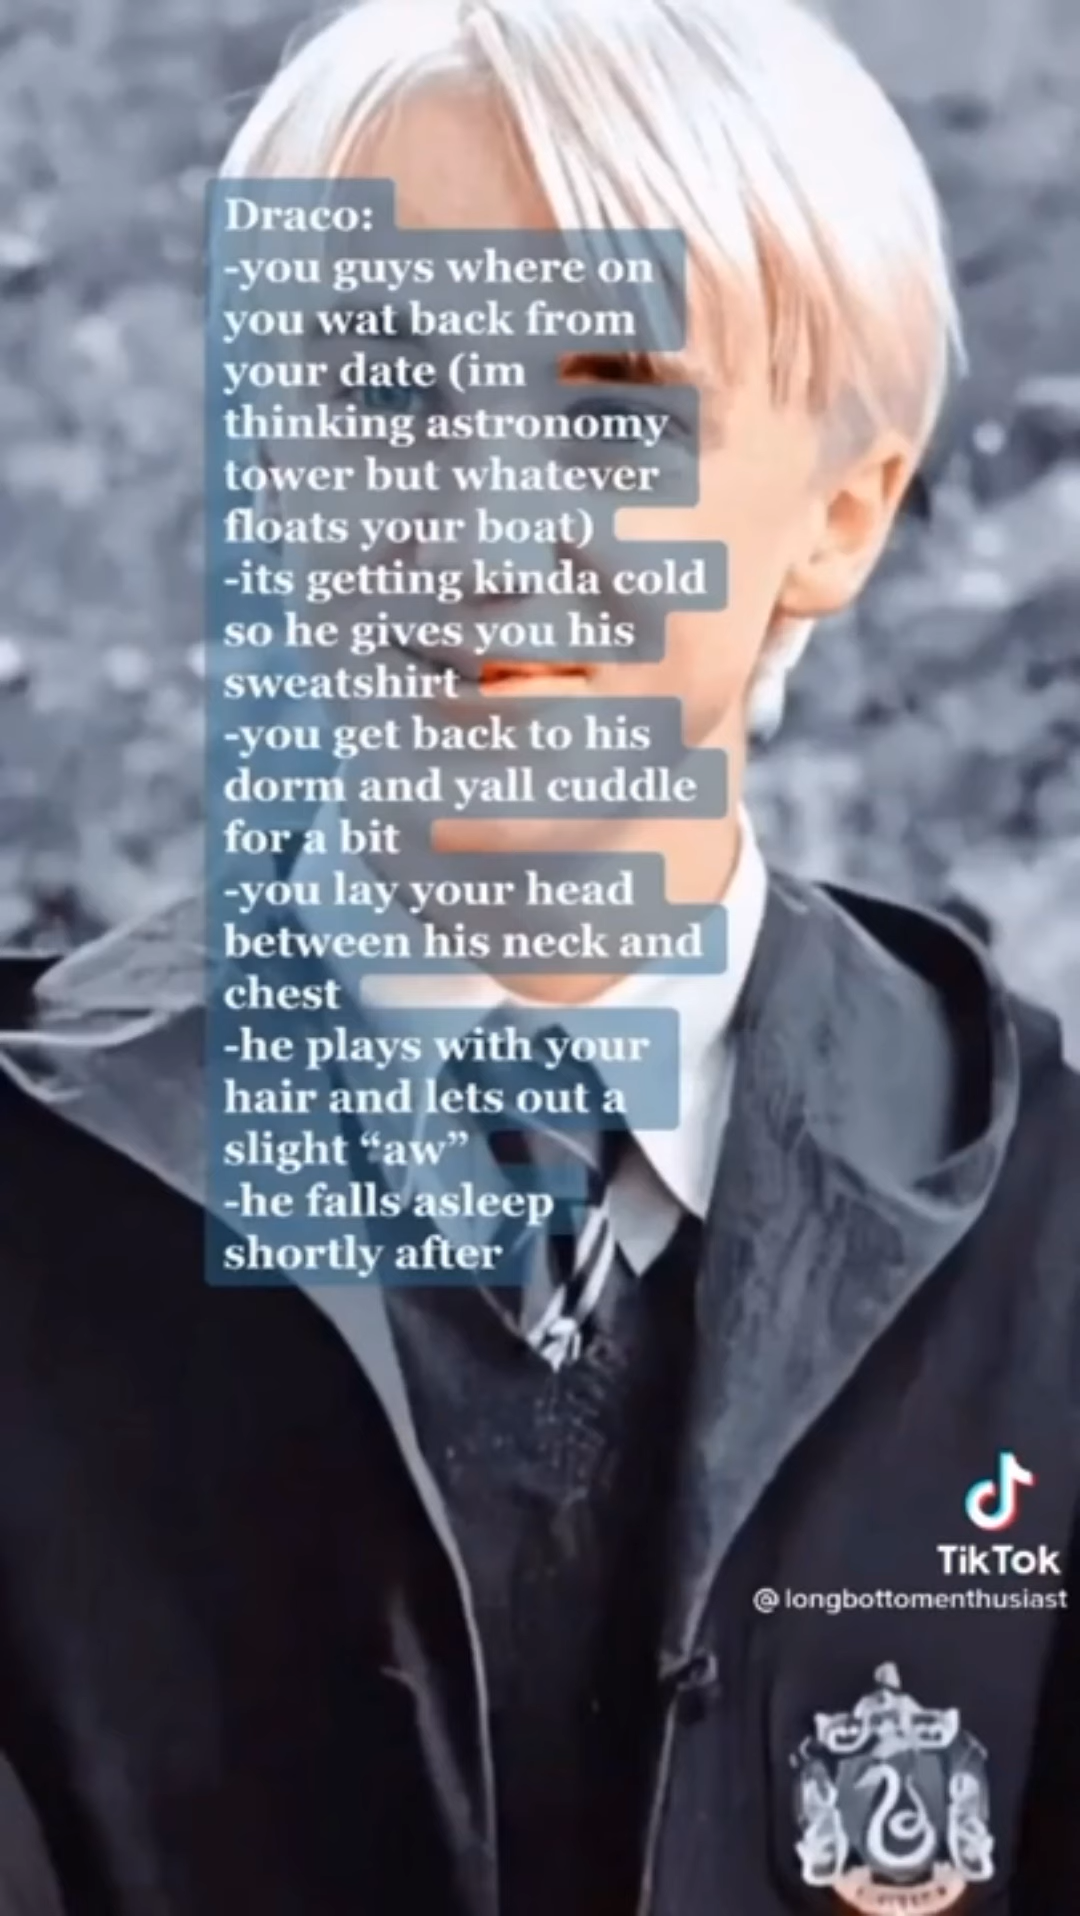 Draco:
-you guys where on
you wat back from
your date (im
thinking astronomy
tower but whatever
floats your boat)
-its getting kinda cold
so he gives you his
sweatshirt
-you get back to his
dorm and yall cuddle
for a bit
-you lay your head
between his neck and
chest
-he plays with your
hair and lets out a
slight “aw”
-he falls asleep
shortly after
TikTok
@longbottomenthusiast